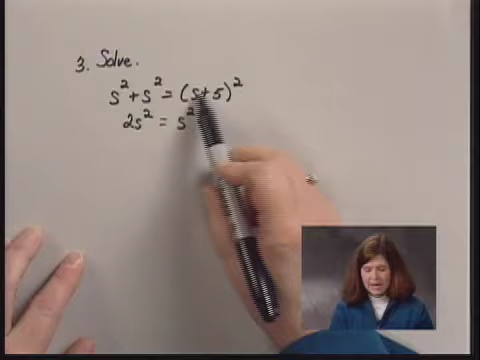 3. Solve.
s² + s² = (s+5)²
2s² = s²